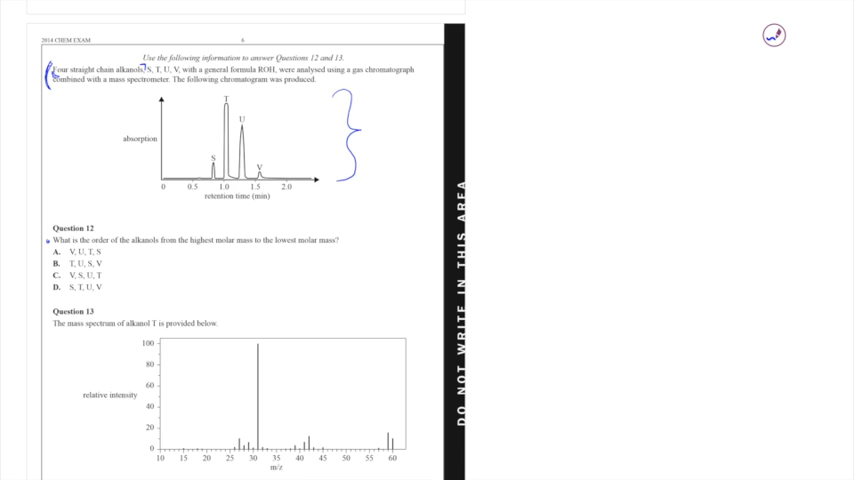 2014 CHEM EXAM 6
Use the following information to answer Questions 12 and 13.
Four straight chain alkanols, S, T, U, V, with a general formula ROH, were analysed using a gas chromatograph
combined with a mass spectrometer. The following chromatogram was produced.
T
U
absorption
S
V
0 0.5 1.0 1.5 2.0
retention time (min)
Question 12
What is the order of the alkanols from the highest molar mass to the lowest molar mass?
A. V, U, T, S
B. T, U, S, V
C. V, S, U, T
D. S, T, U, V
Question 13
The mass spectrum of alkanol T is provided below.
100
80
60
relative intensity
40
20
0
10 15 20 25 30 35 40 45 50 55 60
m/z
DO NOT WRITE IN THIS AREA